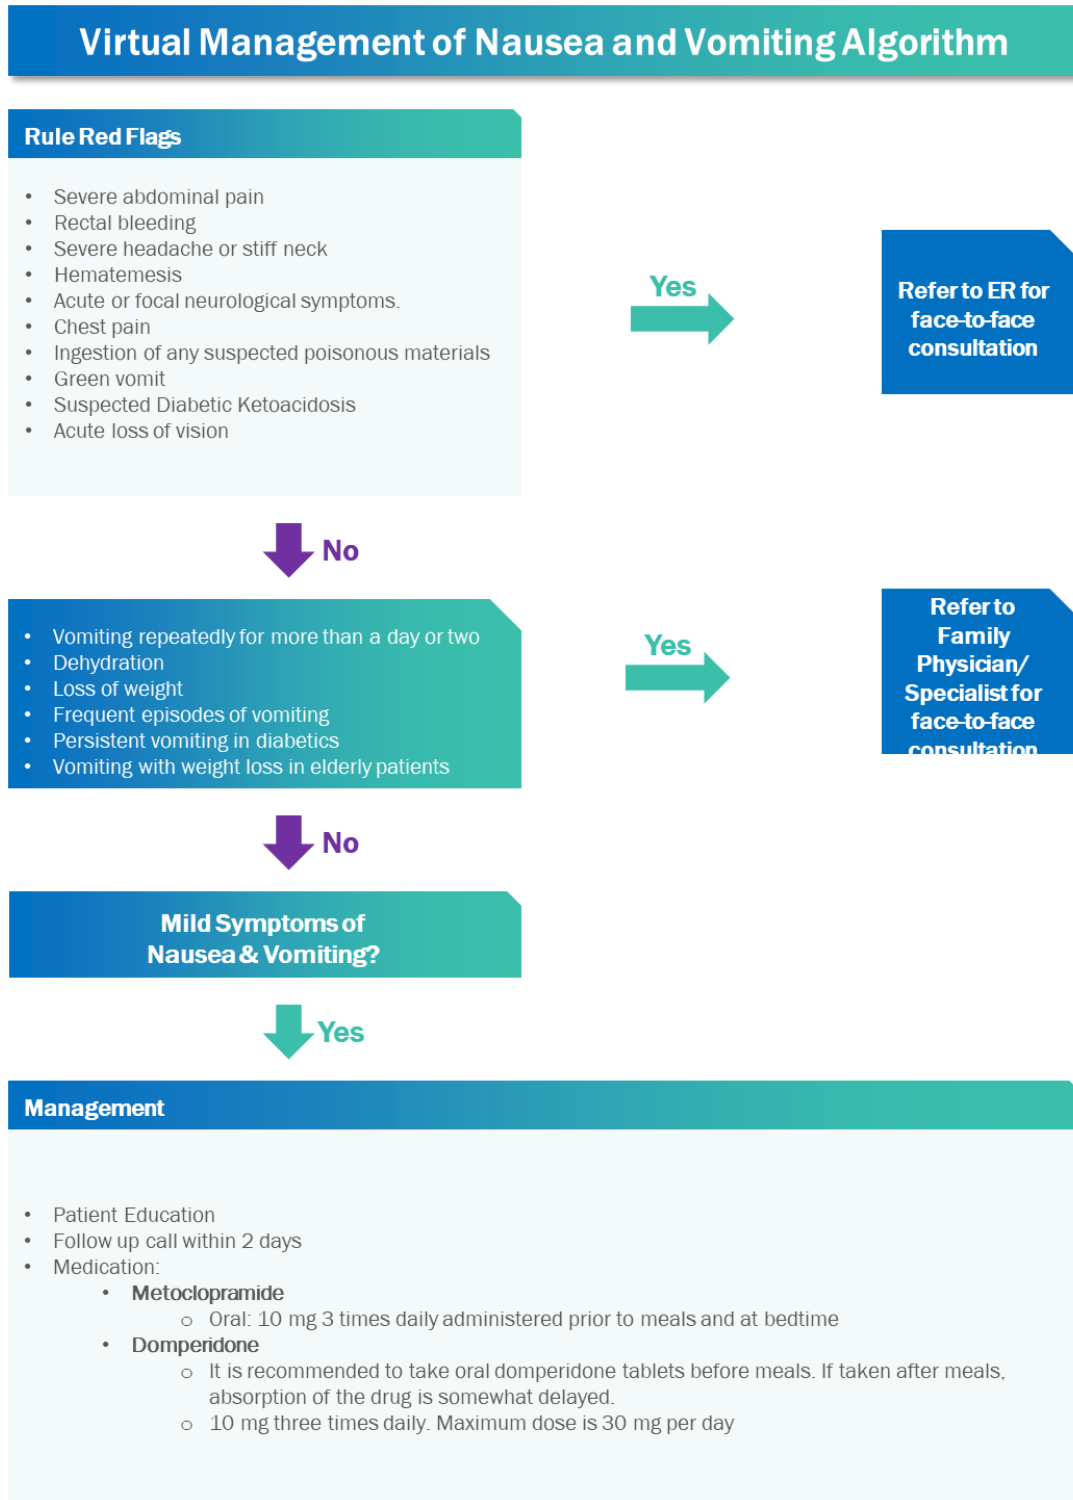 Virtual Management of Nausea and Vomiting Algorithm
Rule Red Flags
• Severe abdominal pain
• Rectal bleeding
• Severe headache or stiff neck
• Hematemesis
• Acute or focal neurological symptoms.
• Chest pain
• Ingestion of any suspected poisonous materials
• Green vomit
• Suspected Diabetic Ketoacidosis
• Acute loss of vision
Yes
Refer to ER for
face-to-face
consultation
No
• Vomiting repeatedly for more than a day or two
• Dehydration
• Loss of weight
• Frequent episodes of vomiting
• Persistent vomiting in diabetics
• Vomiting with weight loss in elderly patients
Yes
Refer to
Family
Physician/
Specialist for
face-to-face
consultation
No
Mild Symptoms of
Nausea & Vomiting?
Yes
Management
• Patient Education
• Follow up call within 2 days
• Medication:
• Metoclopramide
o Oral: 10 mg 3 times daily administered prior to meals and at bedtime
• Domperidone
o It is recommended to take oral domperidone tablets before meals. If taken after meals,
absorption of the drug is somewhat delayed.
o 10 mg three times daily. Maximum dose is 30 mg per day